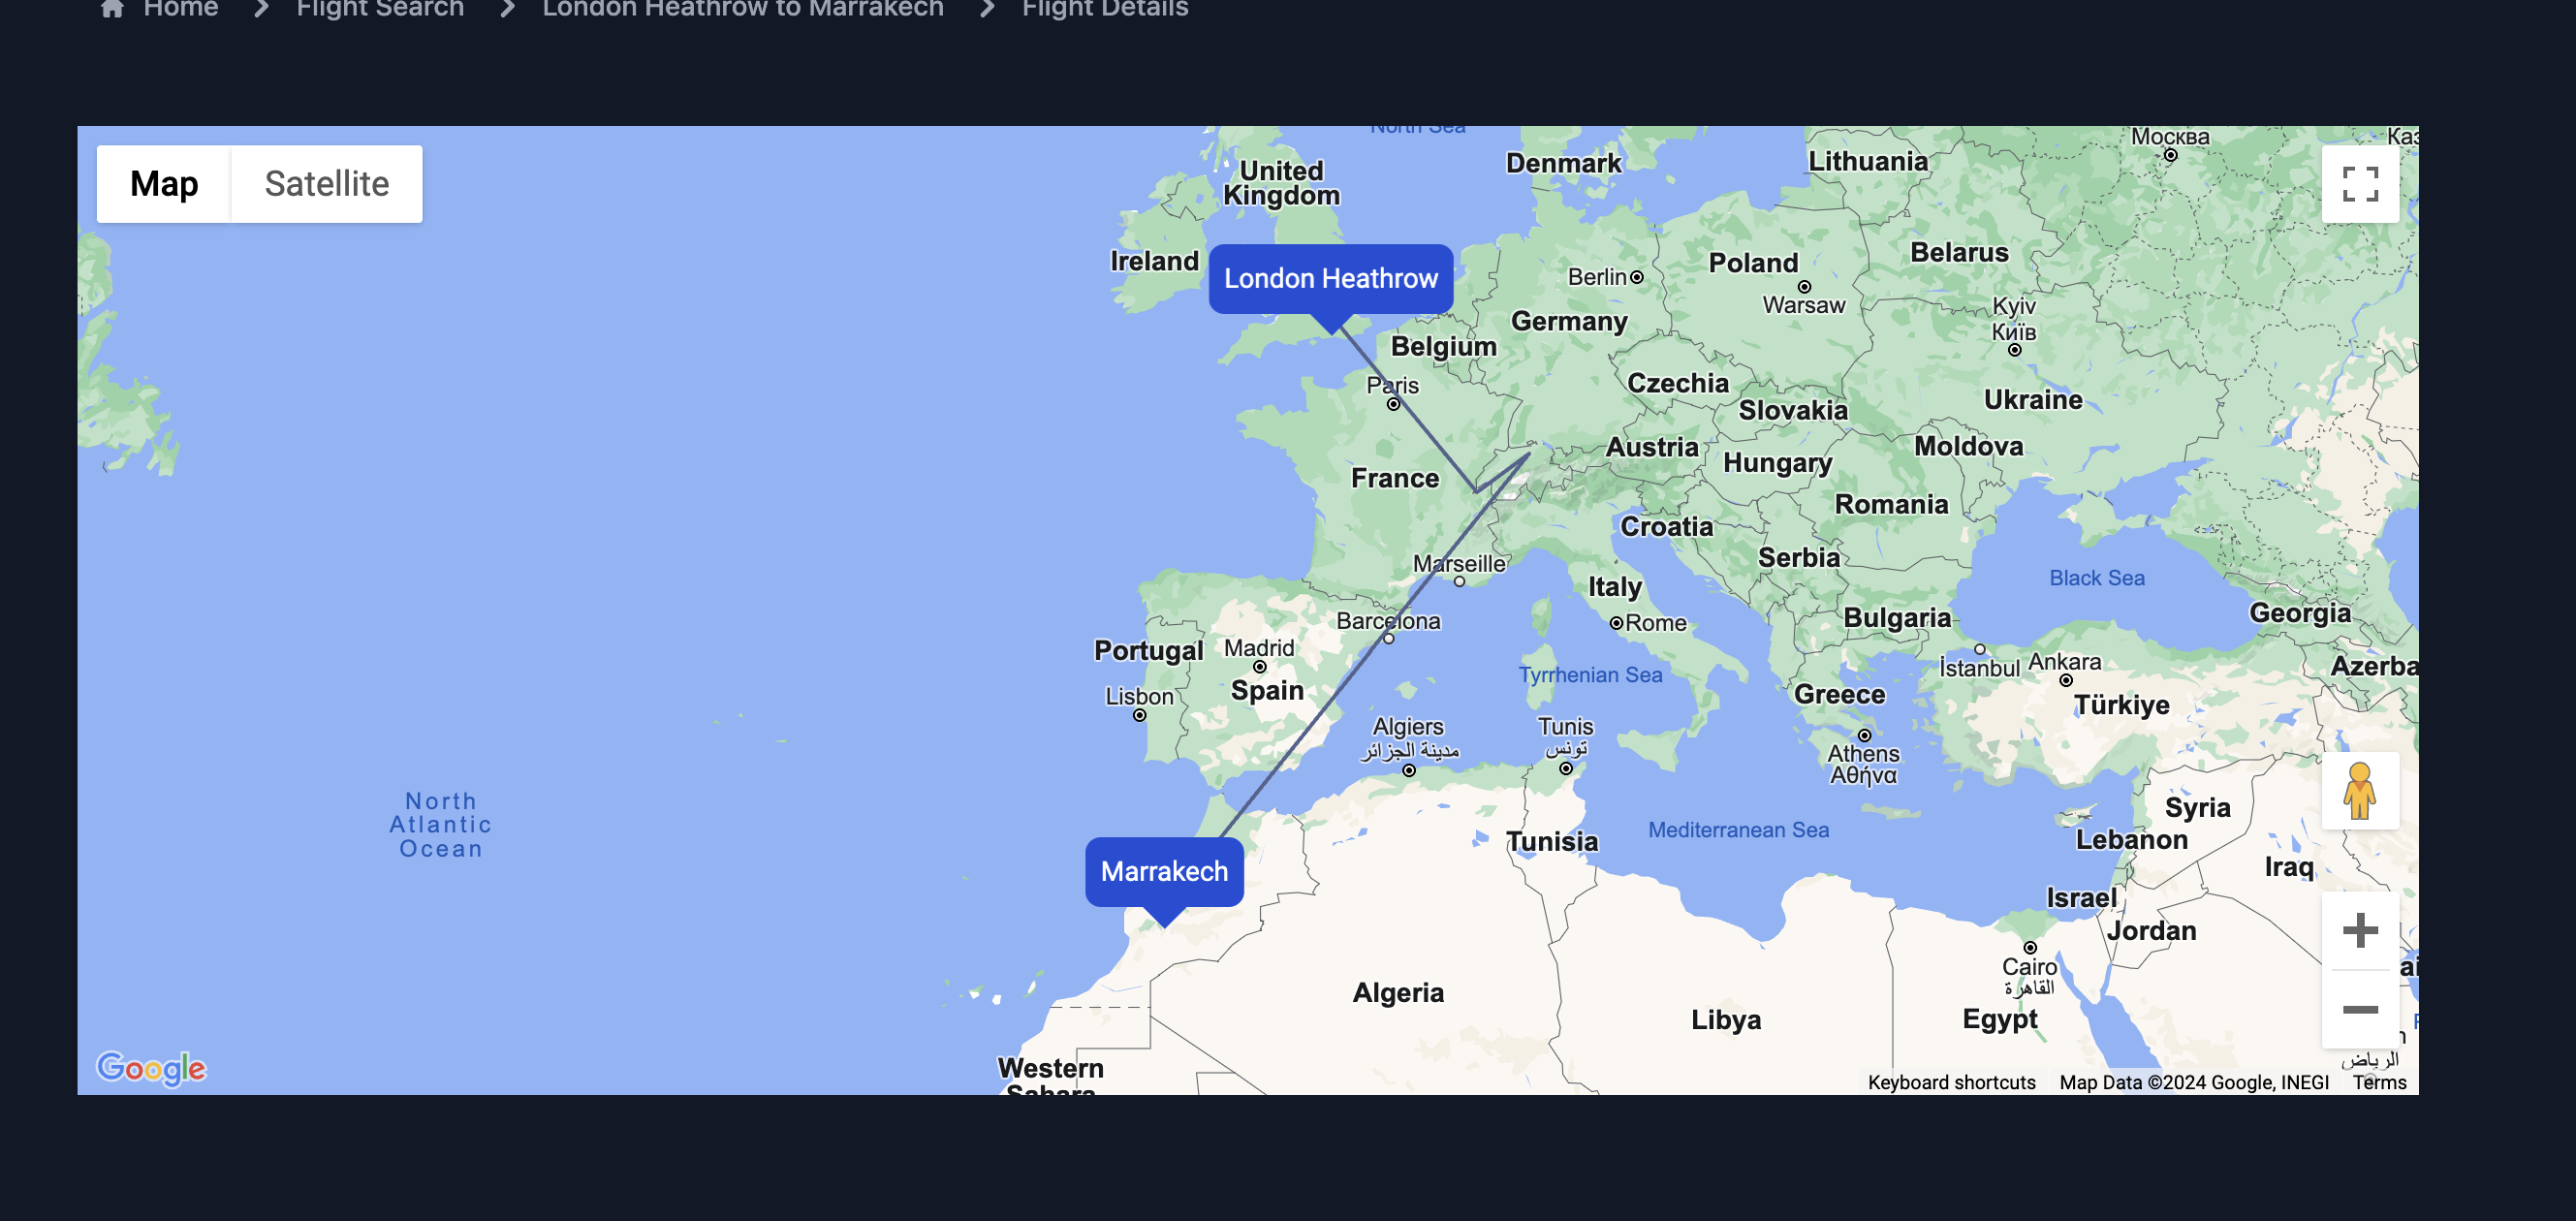 Home > Flight Search > London Heathrow to Marrakech > Flight Details
North Sea
Москва
Map
Satellite
United
Kingdom
Denmark
Lithuania
Ireland
London Heathrow
Berlin
Poland
Belarus
Warsaw
Germany
Kyiv
Київ
Belgium
Paris
Czechia
Slovakia
Ukraine
Austria
Hungary
Moldova
France
Romania
Croatia
Marseille
Serbia
Italy
Black Sea
Barcelona
Rome
Bulgaria
Georgia
Portugal
Madrid
Spain
Tyrrhenian Sea
İstanbul
Ankara
Azerba
Lisbon
Greece
Türkiye
Algiers
مدينة الجزائر
Tunis
تونس
Athens
Αθήνα
North
Atlantic
Ocean
Syria
Mediterranean Sea
Tunisia
Lebanon
Marrakech
Iraq
Israel
Jordan
Cairo
القاهرة
Algeria
Libya
Egypt
Western
Sahara
الرياض
Google
Keyboard shortcuts
Map Data ©2024 Google, INEGI
Terms